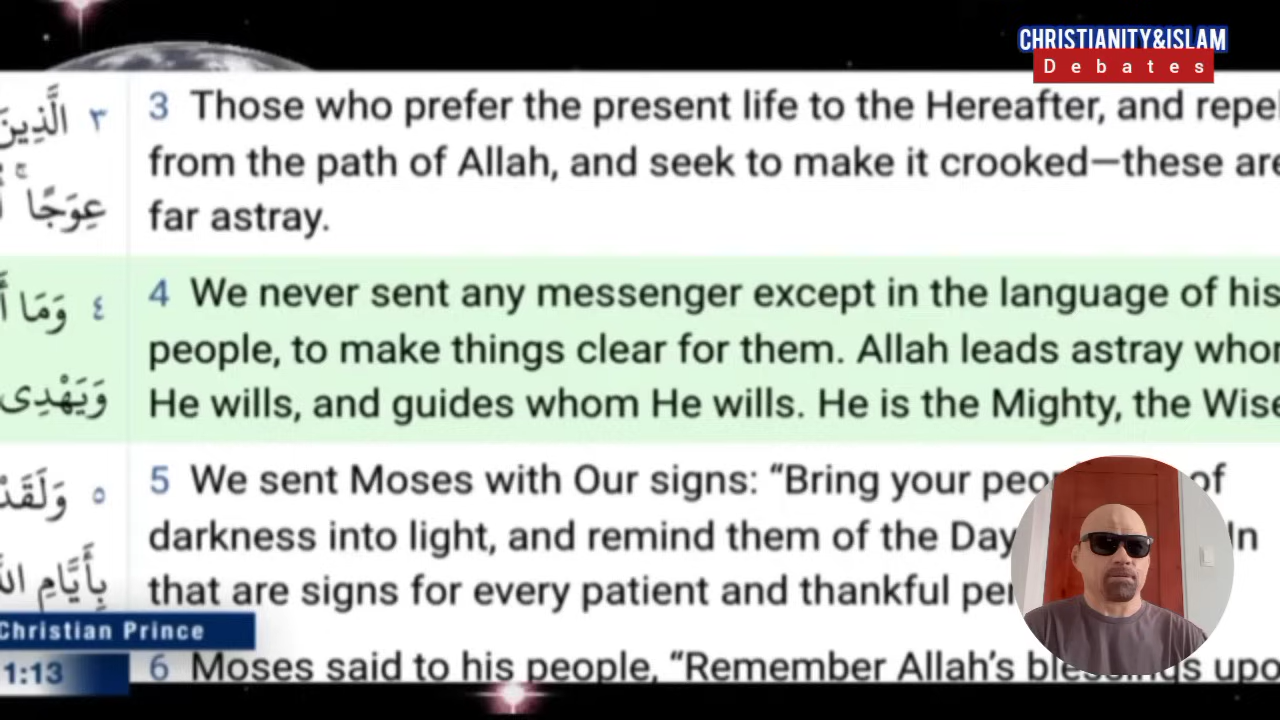 CHRISTIANITY&ISLAM
Debates
٣ الَّذِينَ
عِوَجًا ۚ
3 Those who prefer the present life to the Hereafter, and repel
from the path of Allah, and seek to make it crooked—these are
far astray.
٤ وَمَا
وَيَهْدِى
4 We never sent any messenger except in the language of his
people, to make things clear for them. Allah leads astray whom
He wills, and guides whom He wills. He is the Mighty, the Wise
٥ وَلَقَدْ
بِأَيَّامِ
5 We sent Moses with Our signs: “Bring your of
darkness into light, and remind them of the Day In
that are signs for every patient and thankful
Christian Prince
1:13
6 Moses said to his people, “Remember Allah’s blessings upo